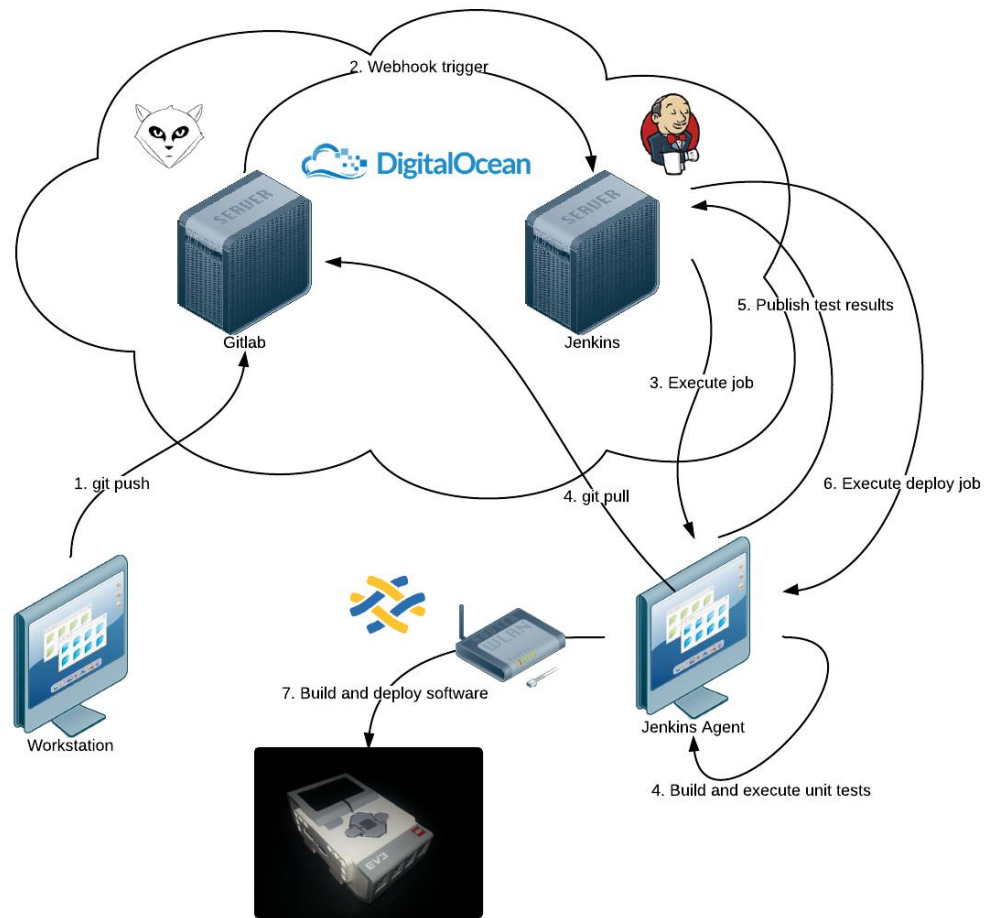 2. Webhook trigger
DigitalOcean
SERVER
SERVER
Gitlab
Jenkins
5. Publish test results
3. Execute job
1. git push
4. git pull
6. Execute deploy job
WLAN
7. Build and deploy software
Jenkins Agent
Workstation
4. Build and execute unit tests
EV3